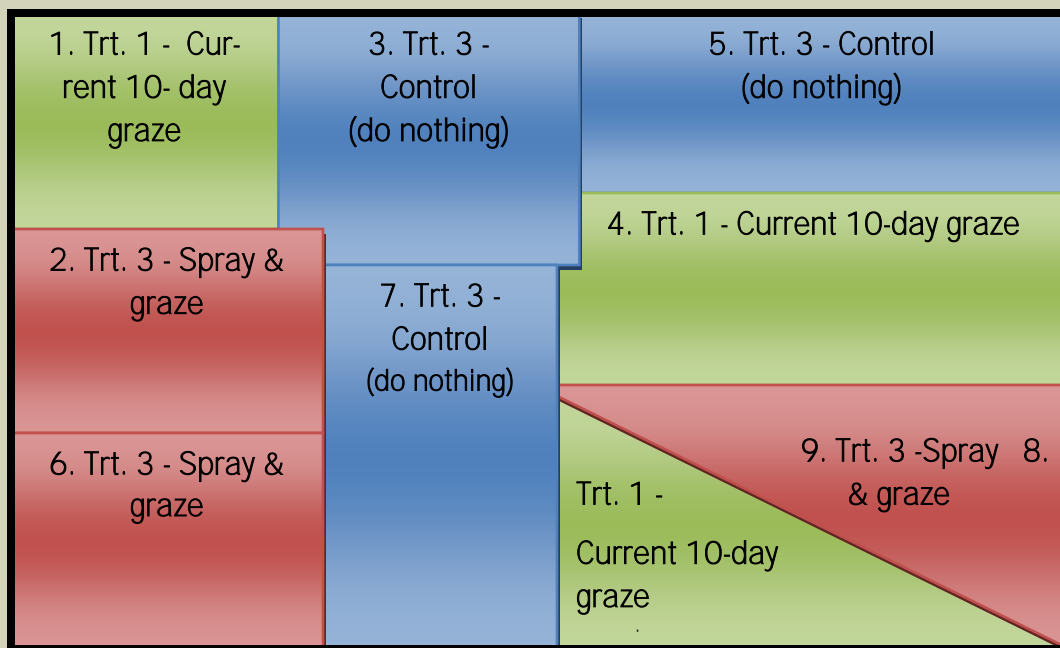 1. Trt. 1 - Cur-
rent 10- day
graze
3. Trt. 3 -
Control
(do nothing)
5. Trt. 3 - Control
(do nothing)
4. Trt. 1 - Current 10-day graze
2. Trt. 3 - Spray &
graze
7. Trt. 3 -
Control
(do nothing)
6. Trt. 3 - Spray &
graze
9. Trt. 3 -Spray 8.
& graze
Trt. 1 -
Current 10-day
graze
.